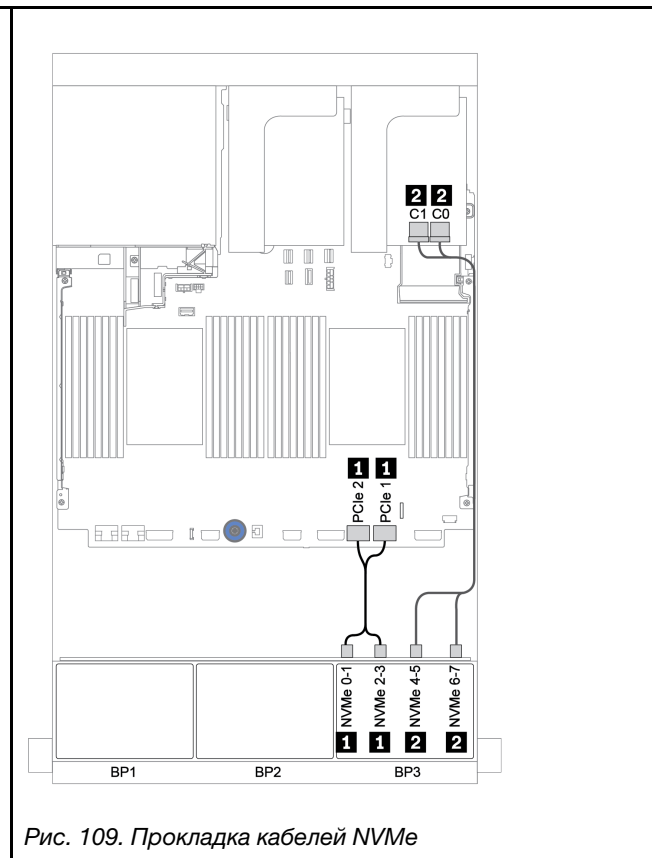 2 2
C1 C0
1 1
PCIe 2
PCIe 1
NVMe 0-1
NVMe 2-3
NVMe 4-5
NVMe 6-7
1 1 2 2
BP1 BP2 BP3
Рис. 109. Прокладка кабелей NVMe